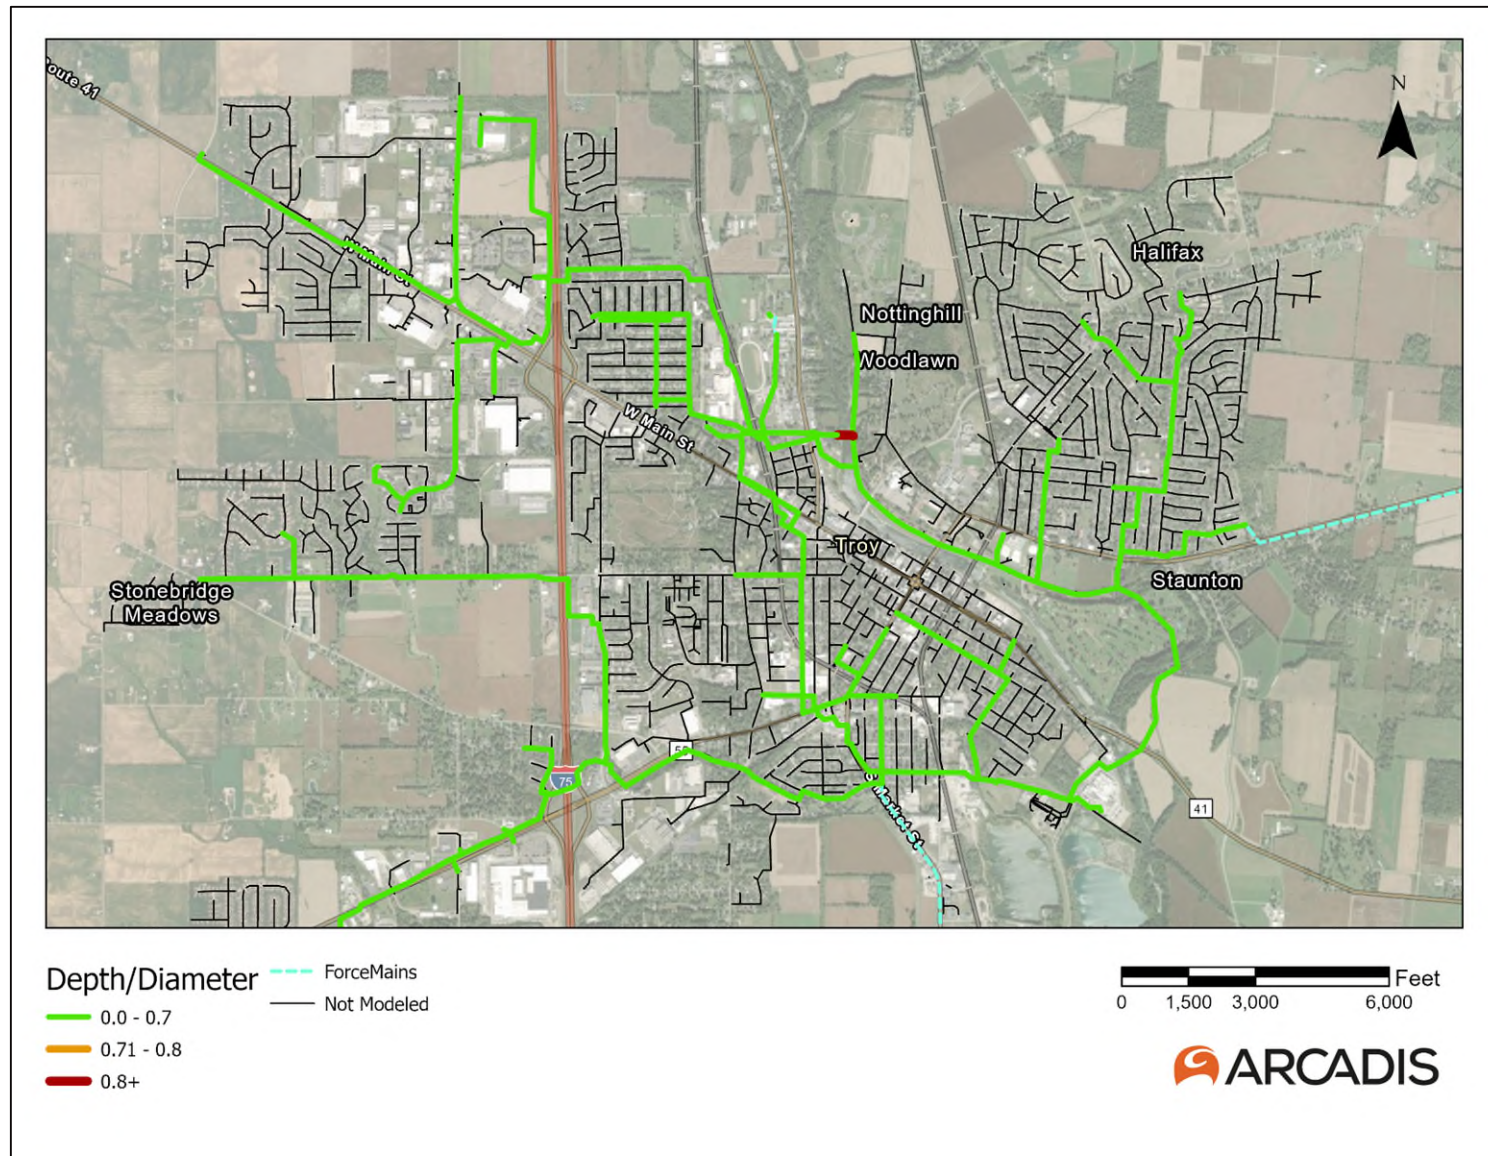 Route 41
N
W Main St
Halifax
Nottinghill
Woodlawn
W Main St
Troy
Stonebridge
Meadows
Staunton
55
75
S Market St
41
Depth/Diameter
ForceMains
Not Modeled
0.0 - 0.7
0.71 - 0.8
0.8+
Feet
0 1,500 3,000 6,000
ARCADIS